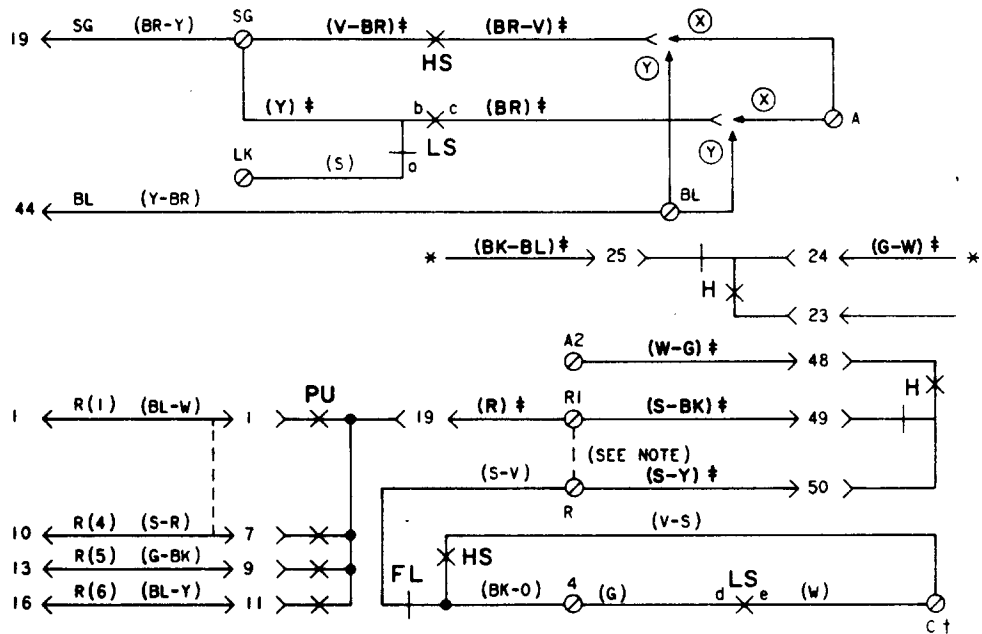 SG
19 SG (BR-Y) (V-BR)‡ (BR-V)‡ X
HS Y
X
(Y)‡ b c (BR)‡ A
LS Y
LK (S) a
BL
44 BL (Y-BR)
* (BK-BL)‡ 25 24 (G-W)‡ *
H
23
A2 (W-G)‡ 48
PU R1 H
1 R(1) (BL-W) 1 19 (R)‡ (S-BK)‡ 49
(SEE NOTE)
(S-V) (S-Y)‡ 50
R
10 R(4) (S-R) 7 (V-S)
HS
13 R(5) (G-BK) 9
FL LS
16 R(6) (BL-Y) 11 (BK-O) 4 (G) d e (W)
C †